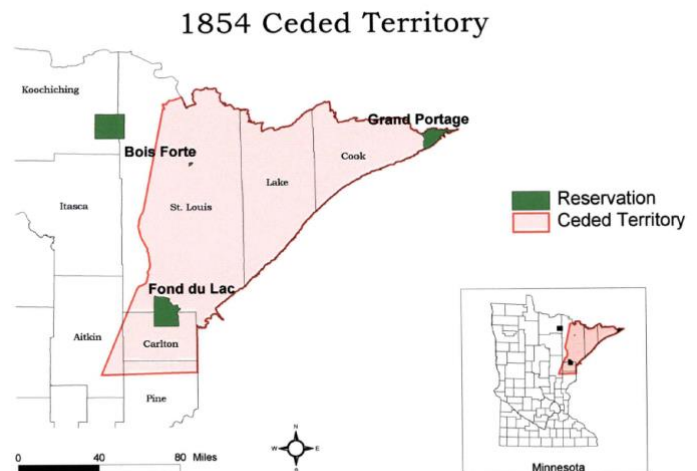 1854 Ceded Territory
Koochiching
Grand Portage
Bois Forte
Cook
Lake
Itasca
St. Louis
Reservation
Ceded Territory
Fond du Lac
Aitkin
Carlton
Pine
N
W E
S
0 40 80 Miles
Minnesota